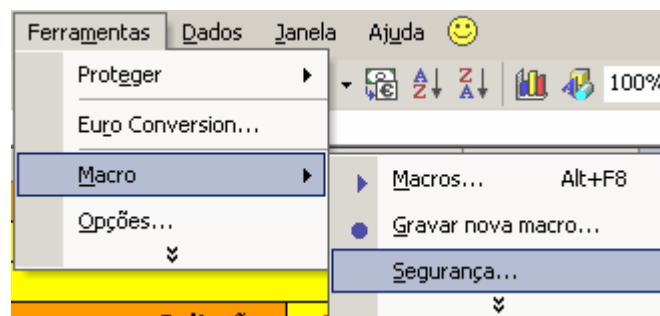 Ferramentas Dados Janela Ajuda
Proteger
100%
Euro Conversion...
Macro
Macros... Alt+F8
Opções...
Gravar nova macro...
Segurança...